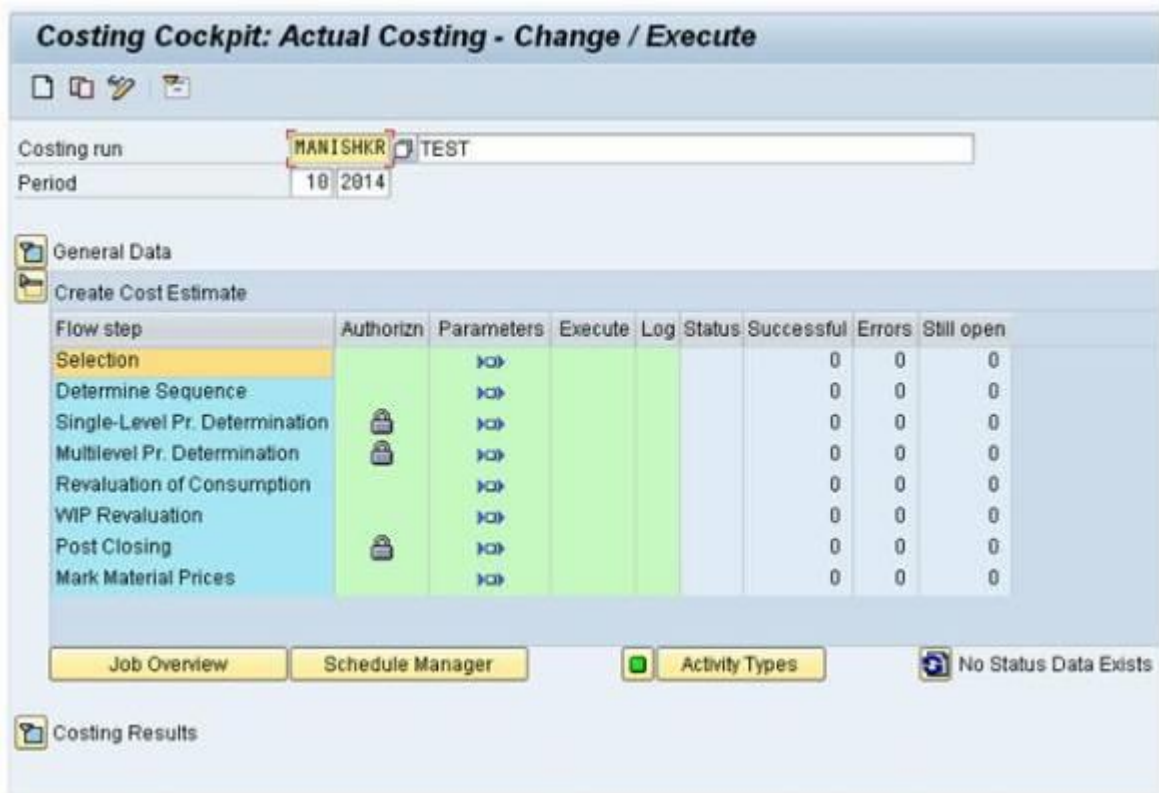 Costing Cockpit: Actual Costing - Change / Execute
Costing run MANISHKR TEST
Period 10 2014
General Data
Create Cost Estimate
Flow step Authorizn Parameters Execute Log Status Successful Errors Still open
Selection 0 0 0
Determine Sequence 0 0 0
Single-Level Pr. Determination 0 0 0
Multilevel Pr. Determination 0 0 0
Revaluation of Consumption 0 0 0
WIP Revaluation 0 0 0
Post Closing 0 0 0
Mark Material Prices 0 0 0
Job Overview Schedule Manager Activity Types No Status Data Exists
Costing Results